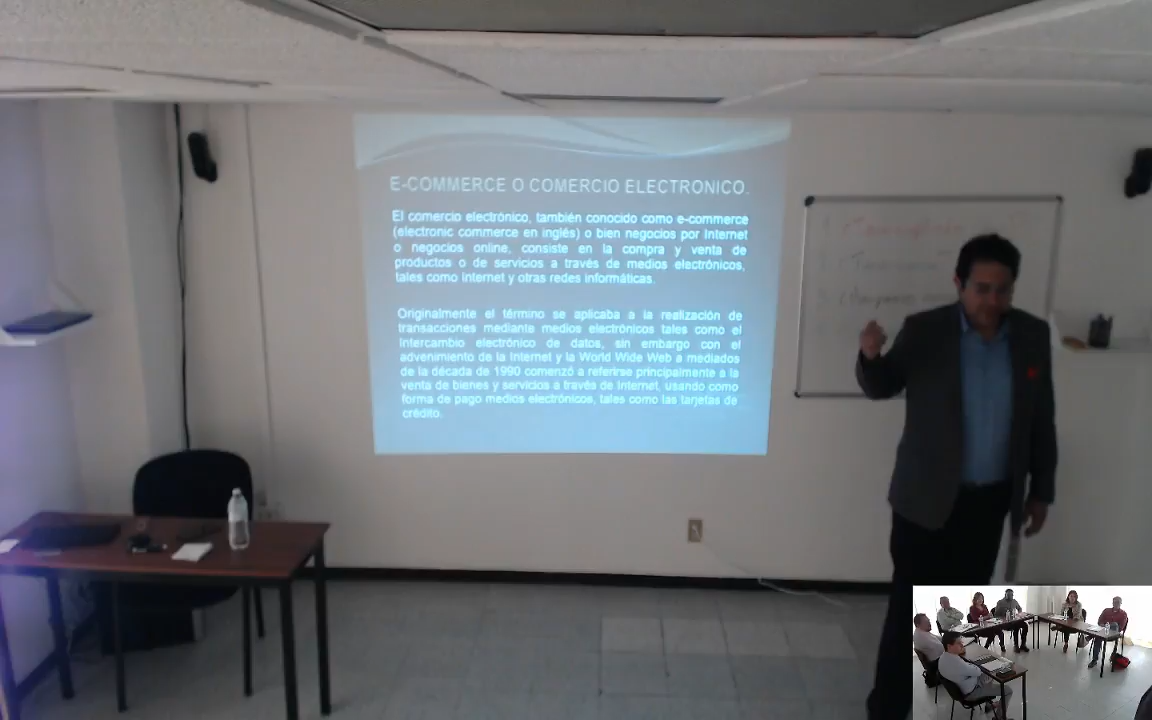 E-COMMERCE O COMERCIO ELECTRONICO.
El comercio electrónico, también conocido como e-commerce
(electronic commerce en inglés) o bien negocios por Internet
o negocios online, consiste en la compra y venta de
productos o de servicios a través de medios electrónicos,
tales como Internet y otras redes informáticas.
Originalmente el término se aplicaba a la realización de
transacciones mediante medios electrónicos tales como el
Intercambio electrónico de datos, sin embargo con el
advenimiento de la Internet y la World Wide Web a mediados
de la década de 1990 comenzó a referirse principalmente a la
venta de bienes y servicios a través de Internet, usando como
forma de pago medios electrónicos, tales como las tarjetas de
crédito.